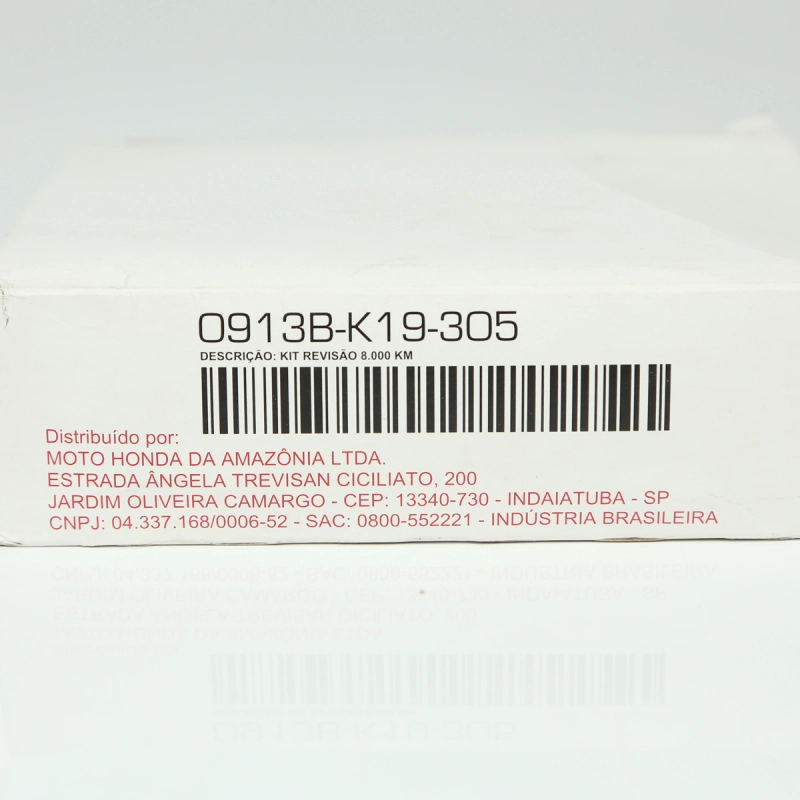 0913B-K19-305
DESCRIÇÃO: KIT REVISÃO 8.000 KM
Distribuído por:
MOTO HONDA DA AMAZÔNIA LTDA.
ESTRADA ÂNGELA TREVISAN CICILIATO, 200
JARDIM OLIVEIRA CAMARGO - CEP: 13340-730 - INDAIATUBA - SP
CNPJ: 04.337.168/0006-52 - SAC: 0800-552221 - INDÚSTRIA BRASILEIRA